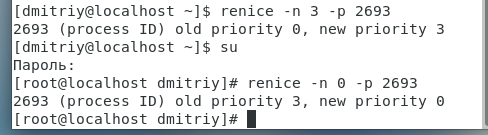 [dmitriy@localhost ~]$ renice -n 3 -p 2693
2693 (process ID) old priority 0, new priority 3
[dmitriy@localhost ~]$ su
Пароль:
[root@localhost dmitriy]# renice -n 0 -p 2693
2693 (process ID) old priority 3, new priority 0
[root@localhost dmitriy]#